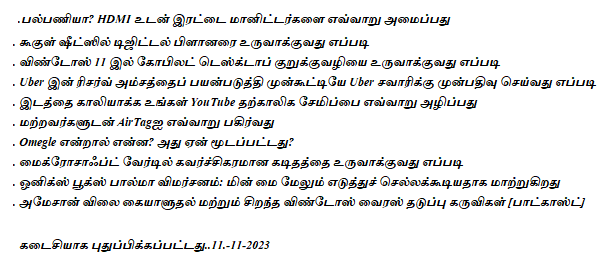 .பல்பணியா? HDMI உடன் இரட்டை மானிட்டர்களை எவ்வாறு அமைப்பது
. கூகுள் ஷீட்ஸில் டிஜிட்டல் பிளானரை உருவாக்குவது எப்படி
. விண்டோஸ் 11 இல் கோபிலட் டெஸ்க்டாப் குறுக்குவழியை உருவாக்குவது எப்படி
. Uber இன் ரிசர்வ் அம்சத்தைப் பயன்படுத்தி முன்கூட்டியே Uber சவாரிக்கு முன்பதிவு செய்வது எப்படி
. இடத்தை காலியாக்க உங்கள் YouTube தற்காலிக சேமிப்பை எவ்வாறு அழிப்பது
. மற்றவர்களுடன் AirTagஐ எவ்வாறு பகிர்வது
. Omegle என்றால் என்ன? அது ஏன் மூடப்பட்டது?
. மைக்ரோசாஃப்ட் வேர்டில் கவர்ச்சிகரமான கடிதத்தை உருவாக்குவது எப்படி
. ஒனிக்ஸ் பூக்ஸ் பால்மா விமர்சனம்: மின் மை மேலும் எடுத்துச் செல்லக்கூடியதாக மாற்றுகிறது
. அமேசான் விலை கையாளுதல் மற்றும் சிறந்த விண்டோஸ் வைரஸ் தடுப்பு கருவிகள் [பாட்காஸ்ட்]
கடைசியாக புதுப்பிக்கப்பட்டது..11.-11-2023